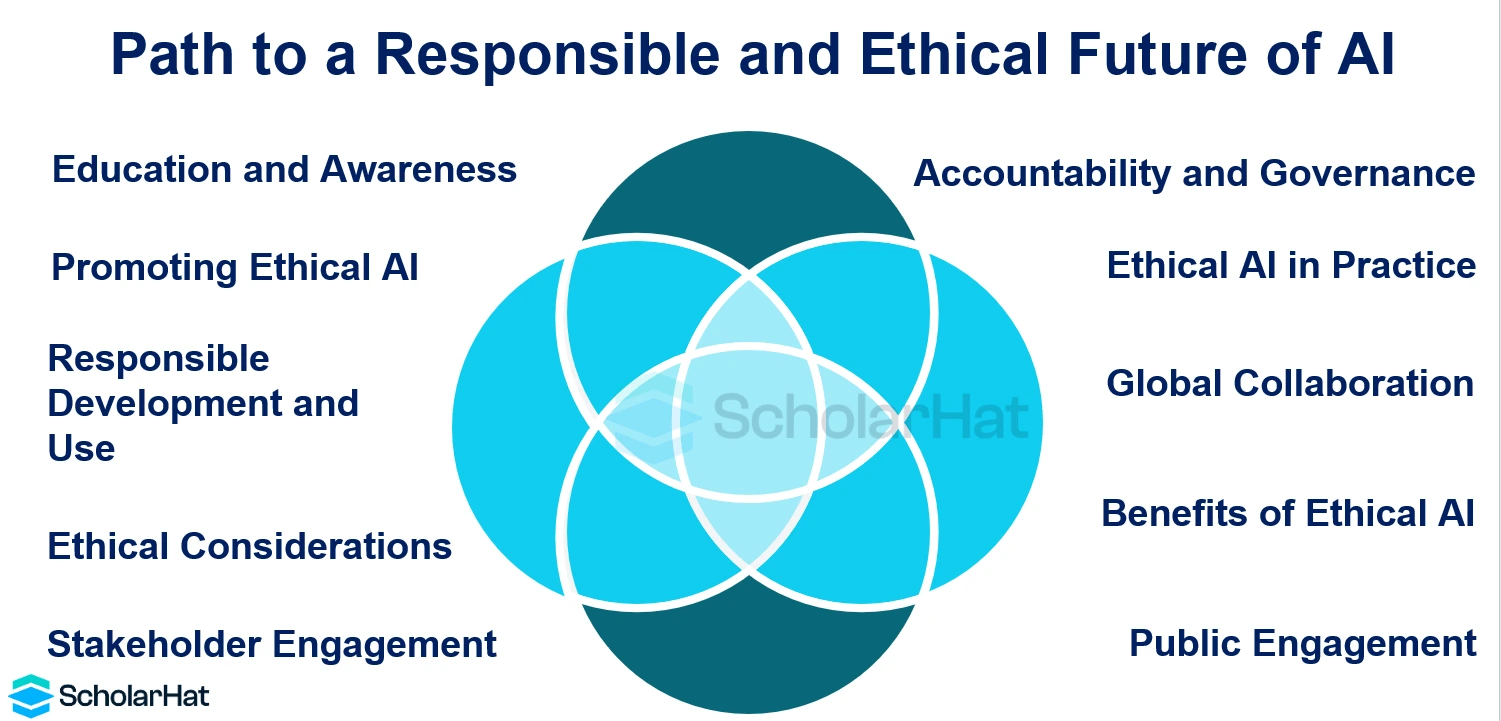 Path to a Responsible and Ethical Future of AI
Education and Awareness
Promoting Ethical AI
Responsible
Development and
Use
Ethical Considerations
Stakeholder Engagement
Accountability and Governance
Ethical AI in Practice
Global Collaboration
Benefits of Ethical AI
Public Engagement
ScholarHat
ScholarHat